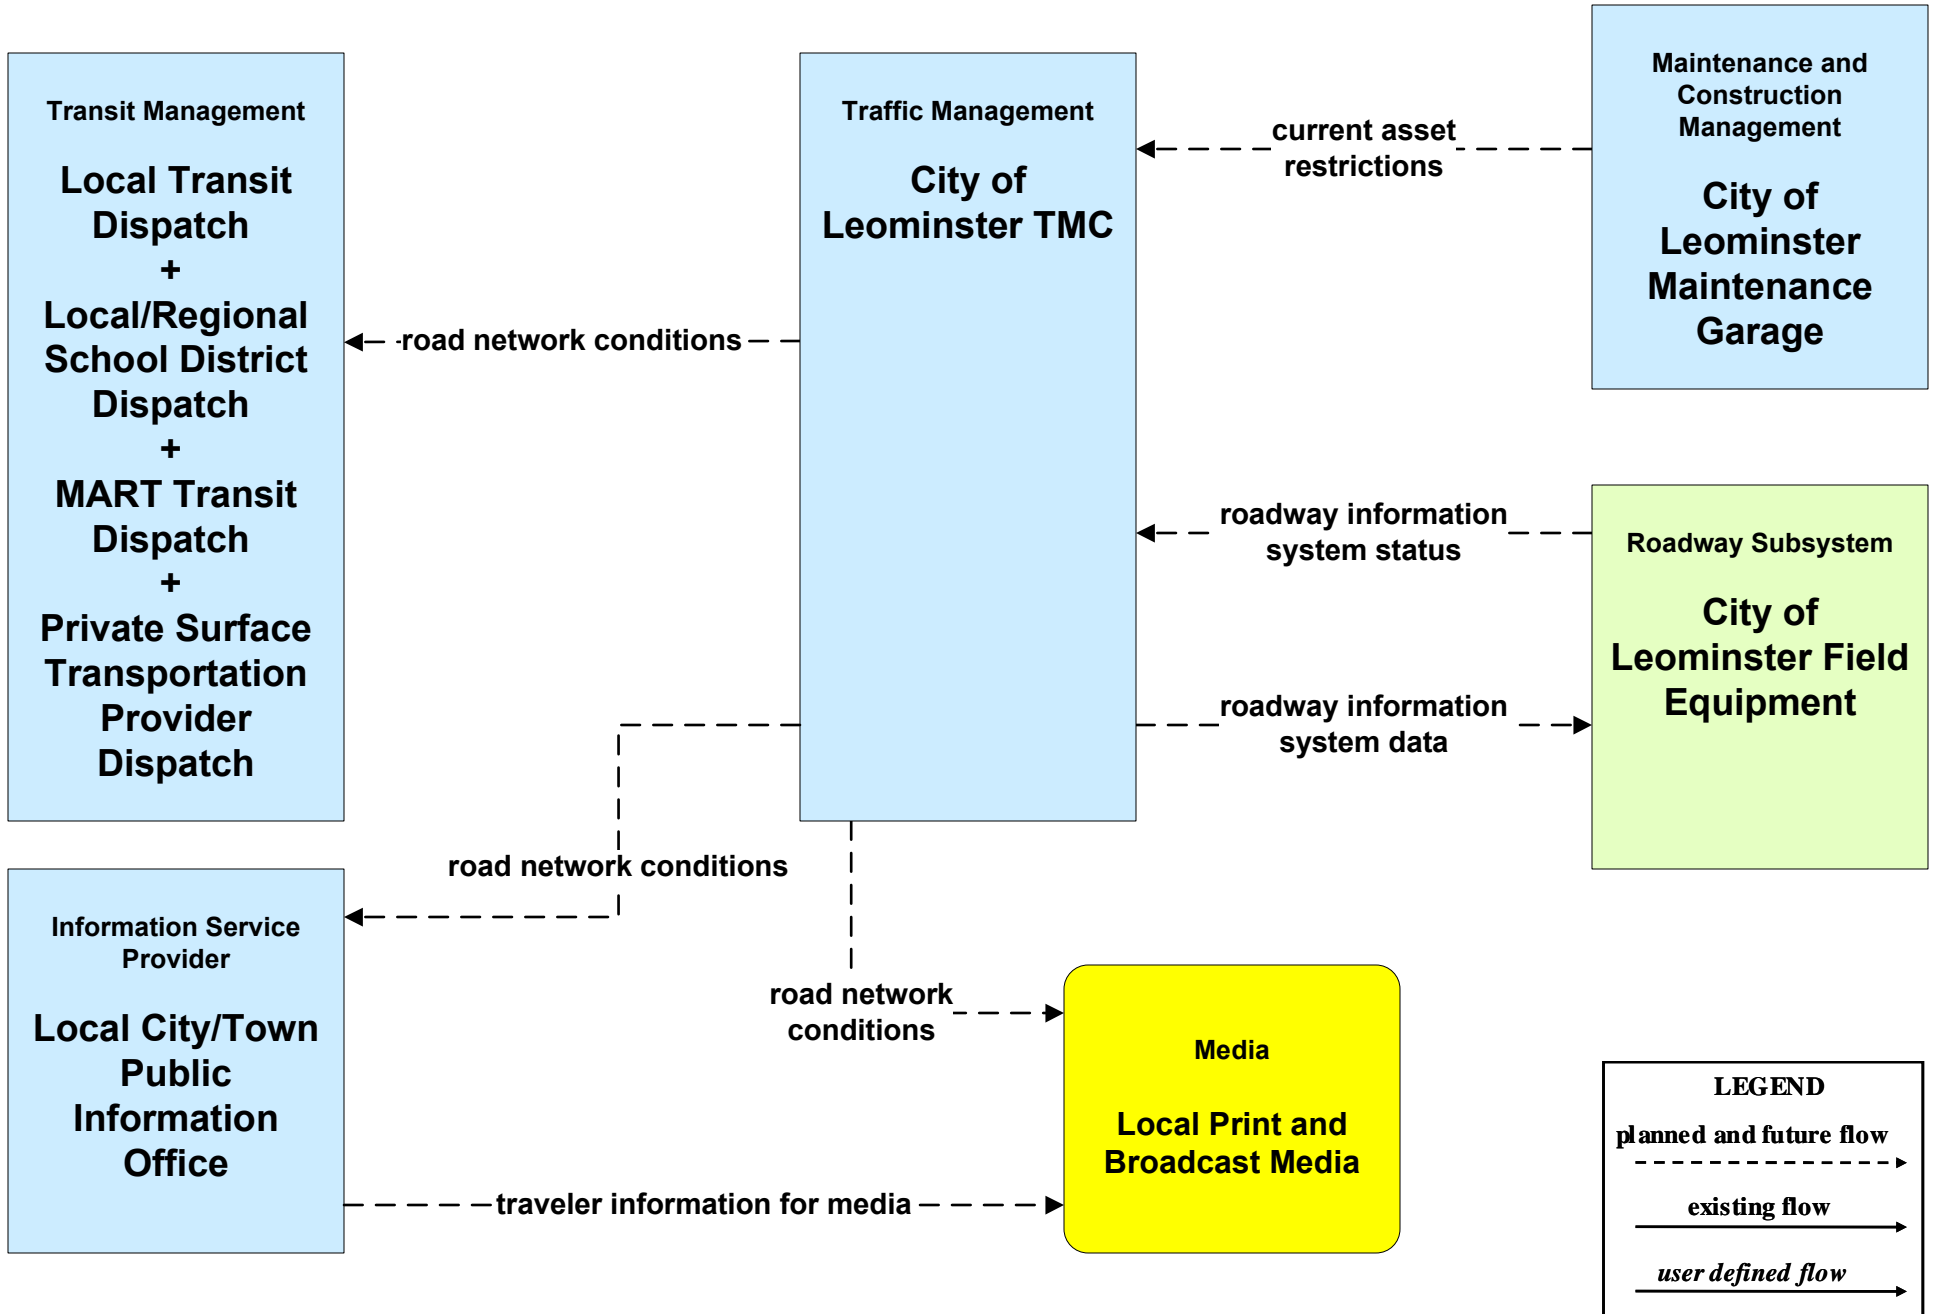 Transit Management
Local Transit
Dispatch
+
Local/Regional
School District
Dispatch
+
MART Transit
Dispatch
+
Private Surface
Transportation
Provider
Dispatch
road network conditions
Traffic Management
City of
Leominster TMC
current asset
restrictions
Maintenance and
Construction
Management
City of
Leominster
Maintenance
Garage
roadway information
system status
roadway information
system data
Roadway Subsystem
City of
Leominster Field
Equipment
road network conditions
Information Service
Provider
Local City/Town
Public
Information
Office
road network
conditions
traveler information for media
Media
Local Print and
Broadcast Media
LEGEND
planned and future flow
existing flow
user defined flow